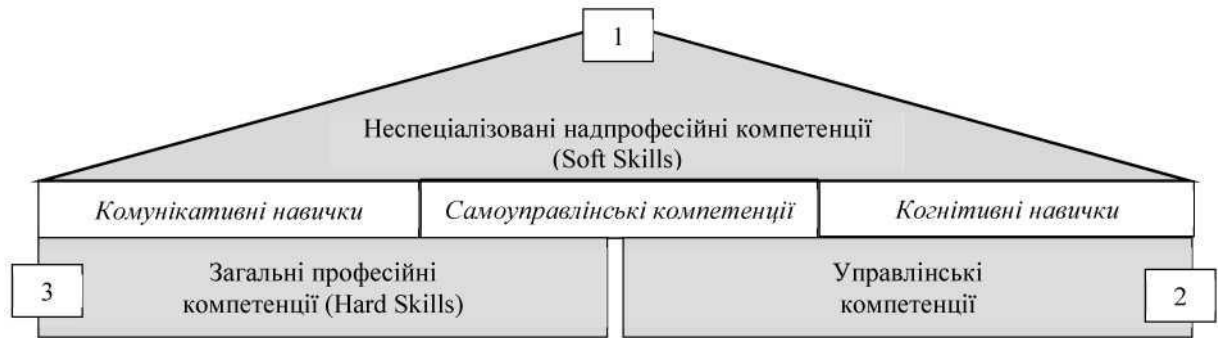 1
Неспеціалізовані надпрофесійні компетенції
(Soft Skills)
Комунікативні навички
Самоуправлінські компетенції
Когнітивні навички
3
Загальні професійні
компетенції (Hard Skills)
Управлінські
компетенції
2